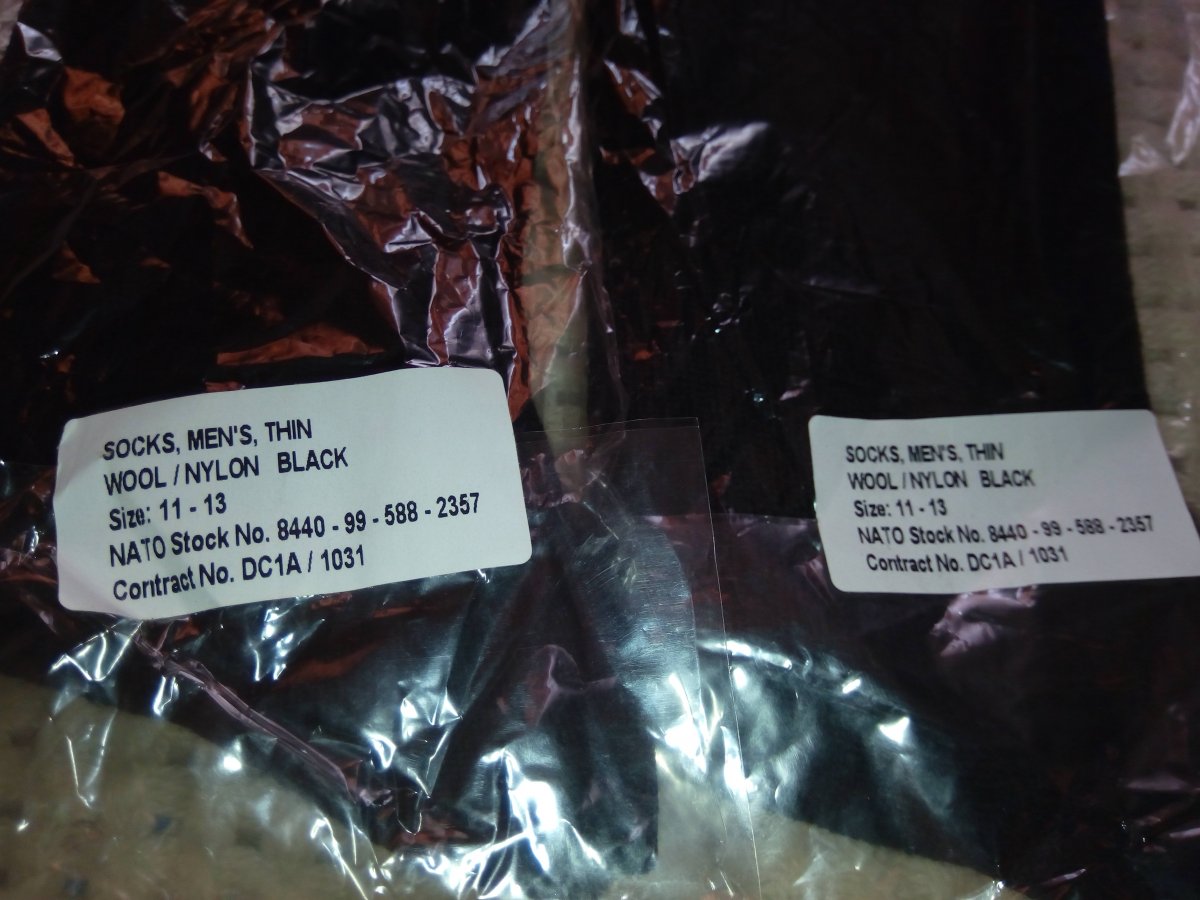 SOCKS, MEN'S, THIN
WOOL / NYLON BLACK
Size: 11 - 13
NATO Stock No. 8440 - 99 - 588 - 2357
Contract No. DC1A / 1031
SOCKS, MEN'S, THIN
WOOL / NYLON BLACK
Size: 11 - 13
NATO Stock No. 8440 - 99 - 588 - 2357
Contract No. DC1A / 1031